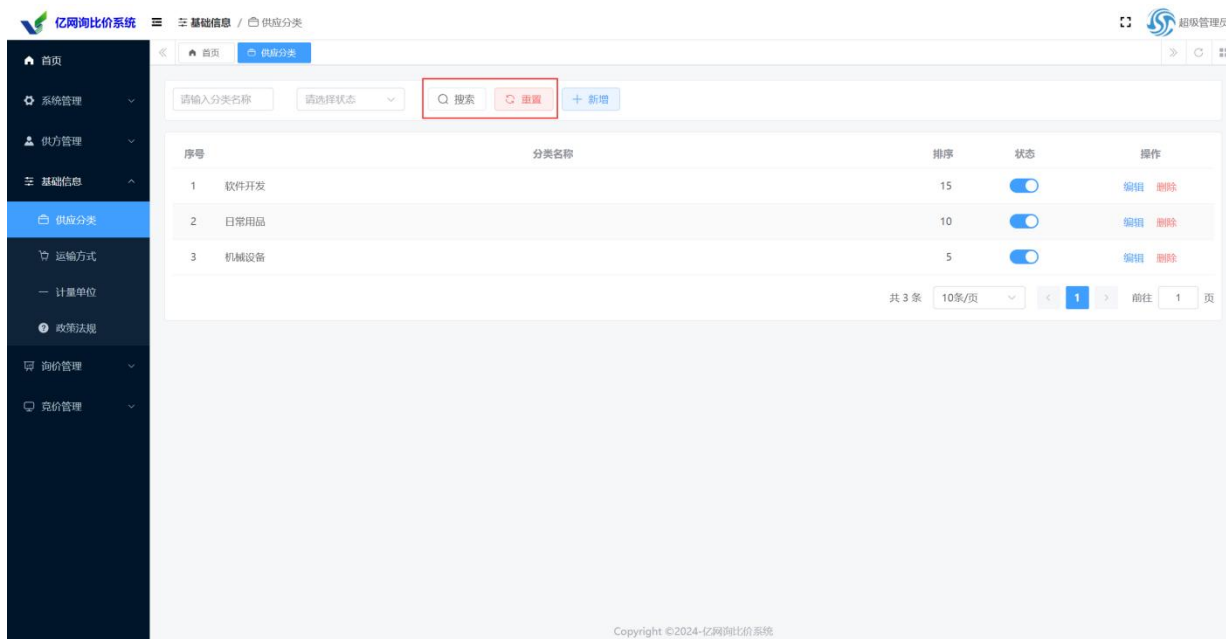 亿网询比价系统 基础信息 / 供应分类 超级管理员
首页 首页 供应分类
系统管理 请输入分类名称 请选择状态 搜索 重置 + 新增
供方管理
序号 分类名称 排序 状态 操作
基础信息
1 软件开发 15 编辑 删除
供应分类
2 日常用品 10 编辑 删除
运输方式
3 机械设备 5 编辑 删除
计量单位
共 3 条 10条/页 1 前往 1 页
政策法规
询价管理
竞价管理
Copyright ©2024-亿网询比价系统